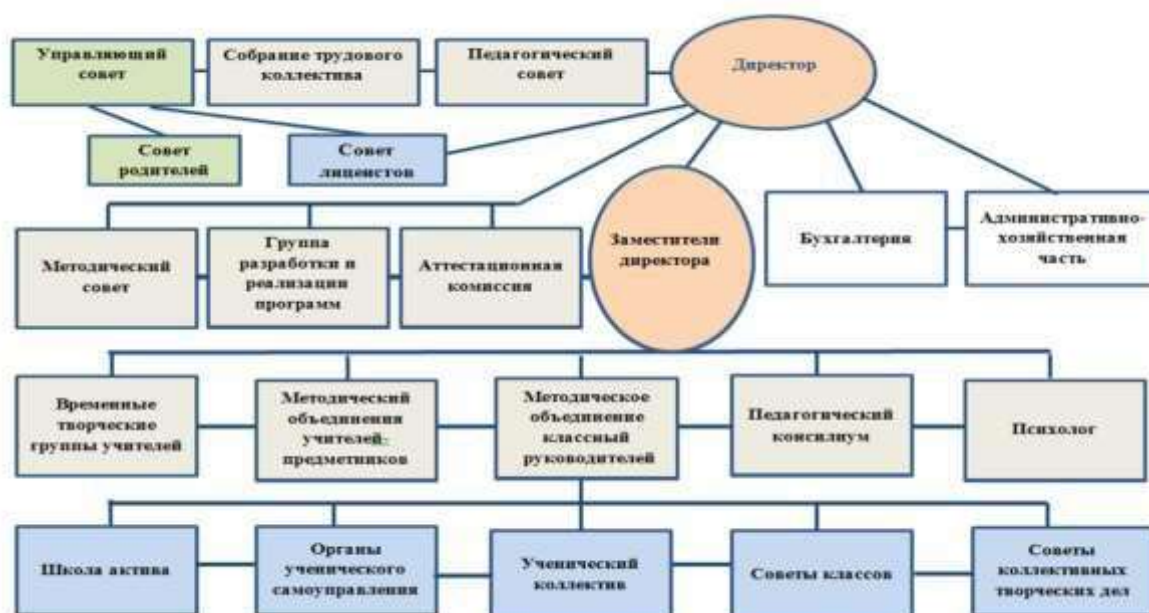 Управляющий
совет
Собрание трудового
коллектива
Педагогический
совет
Директор
Совет
родителей
Совет
лицеистов
Методический
совет
Группа
разработки и
реализации
программ
Аттестационная
комиссия
Заместители
директора
Бухгалтерия
Административно-
хозяйственная
часть
Временные
творческие
группы учителей
Методический
объединения
учителей-
предметников
Методическое
объединение
классный
руководителей
Педагогический
консилиум
Психолог
Школа актива
Органы
ученического
самоуправления
Ученический
коллектив
Советы классов
Советы
коллективных
творческих дел